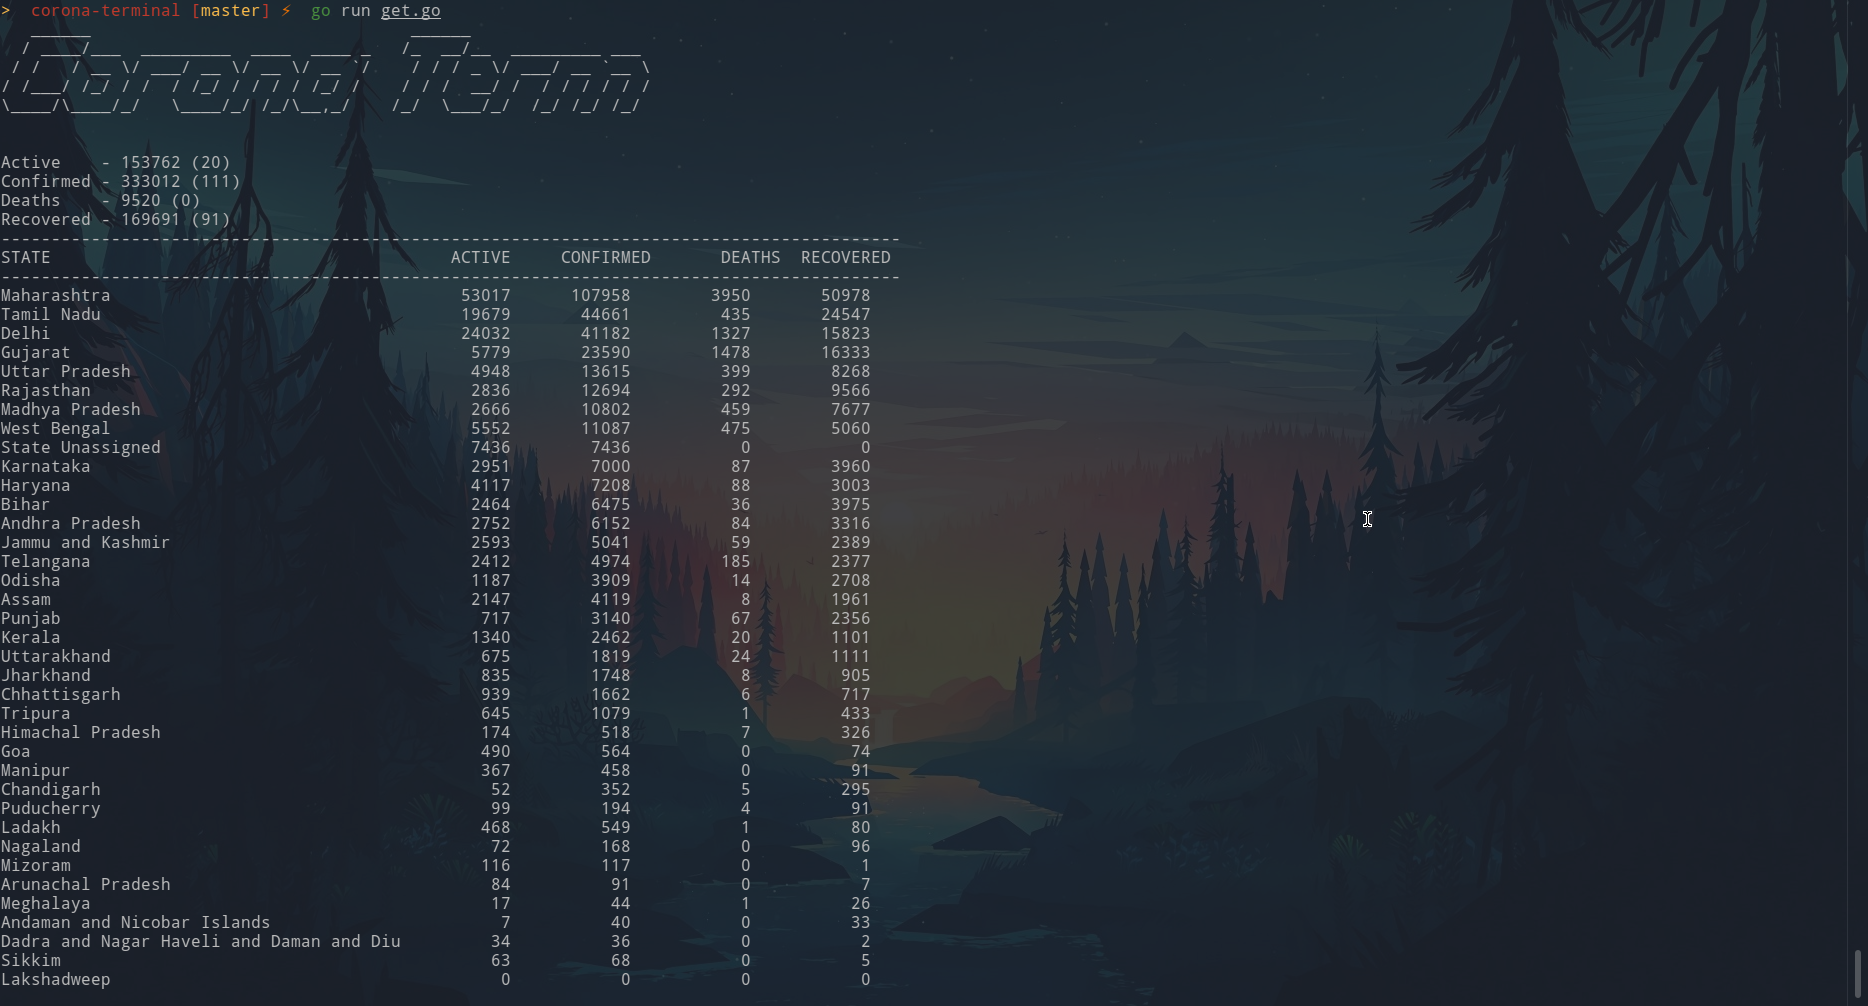 > corona-terminal [master] ⚡ go run get.go
Corona Term
Active    - 153762 (20)
Confirmed - 333012 (111)
Deaths    - 9520 (0)
Recovered - 169691 (91)
------------------------------------------------------------------------------------------
STATE ACTIVE CONFIRMED DEATHS RECOVERED
------------------------------------------------------------------------------------------
Maharashtra 53017 107958 3950 50978
Tamil Nadu 19679 44661 435 24547
Delhi 24032 41182 1327 15823
Gujarat 5779 23590 1478 16333
Uttar Pradesh 4948 13615 399 8268
Rajasthan 2836 12694 292 9566
Madhya Pradesh 2666 10802 459 7677
West Bengal 5552 11087 475 5060
State Unassigned 7436 7436 0 0
Karnataka 2951 7000 87 3960
Haryana 4117 7208 88 3003
Bihar 2464 6475 36 3975
Andhra Pradesh 2752 6152 84 3316
Jammu and Kashmir 2593 5041 59 2389
Telangana 2412 4974 185 2377
Odisha 1187 3909 14 2708
Assam 2147 4119 8 1961
Punjab 717 3140 67 2356
Kerala 1340 2462 20 1101
Uttarakhand 675 1819 24 1111
Jharkhand 835 1748 8 905
Chhattisgarh 939 1662 6 717
Tripura 645 1079 1 433
Himachal Pradesh 174 518 7 326
Goa 490 564 0 74
Manipur 367 458 0 91
Chandigarh 52 352 5 295
Puducherry 99 194 4 91
Ladakh 468 549 1 80
Nagaland 72 168 0 96
Mizoram 116 117 0 1
Arunachal Pradesh 84 91 0 7
Meghalaya 17 44 1 26
Andaman and Nicobar Islands 7 40 0 33
Dadra and Nagar Haveli and Daman and Diu 34 36 0 2
Sikkim 63 68 0 5
Lakshadweep 0 0 0 0